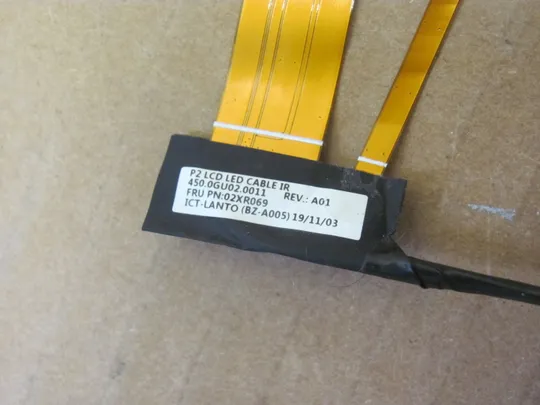 P2 LCD LED CABLE IR
450.0GU02.0011 REV.: A01
FRU PN:02XR069
ICT-LANTO (BZ-A005) 19/11/03